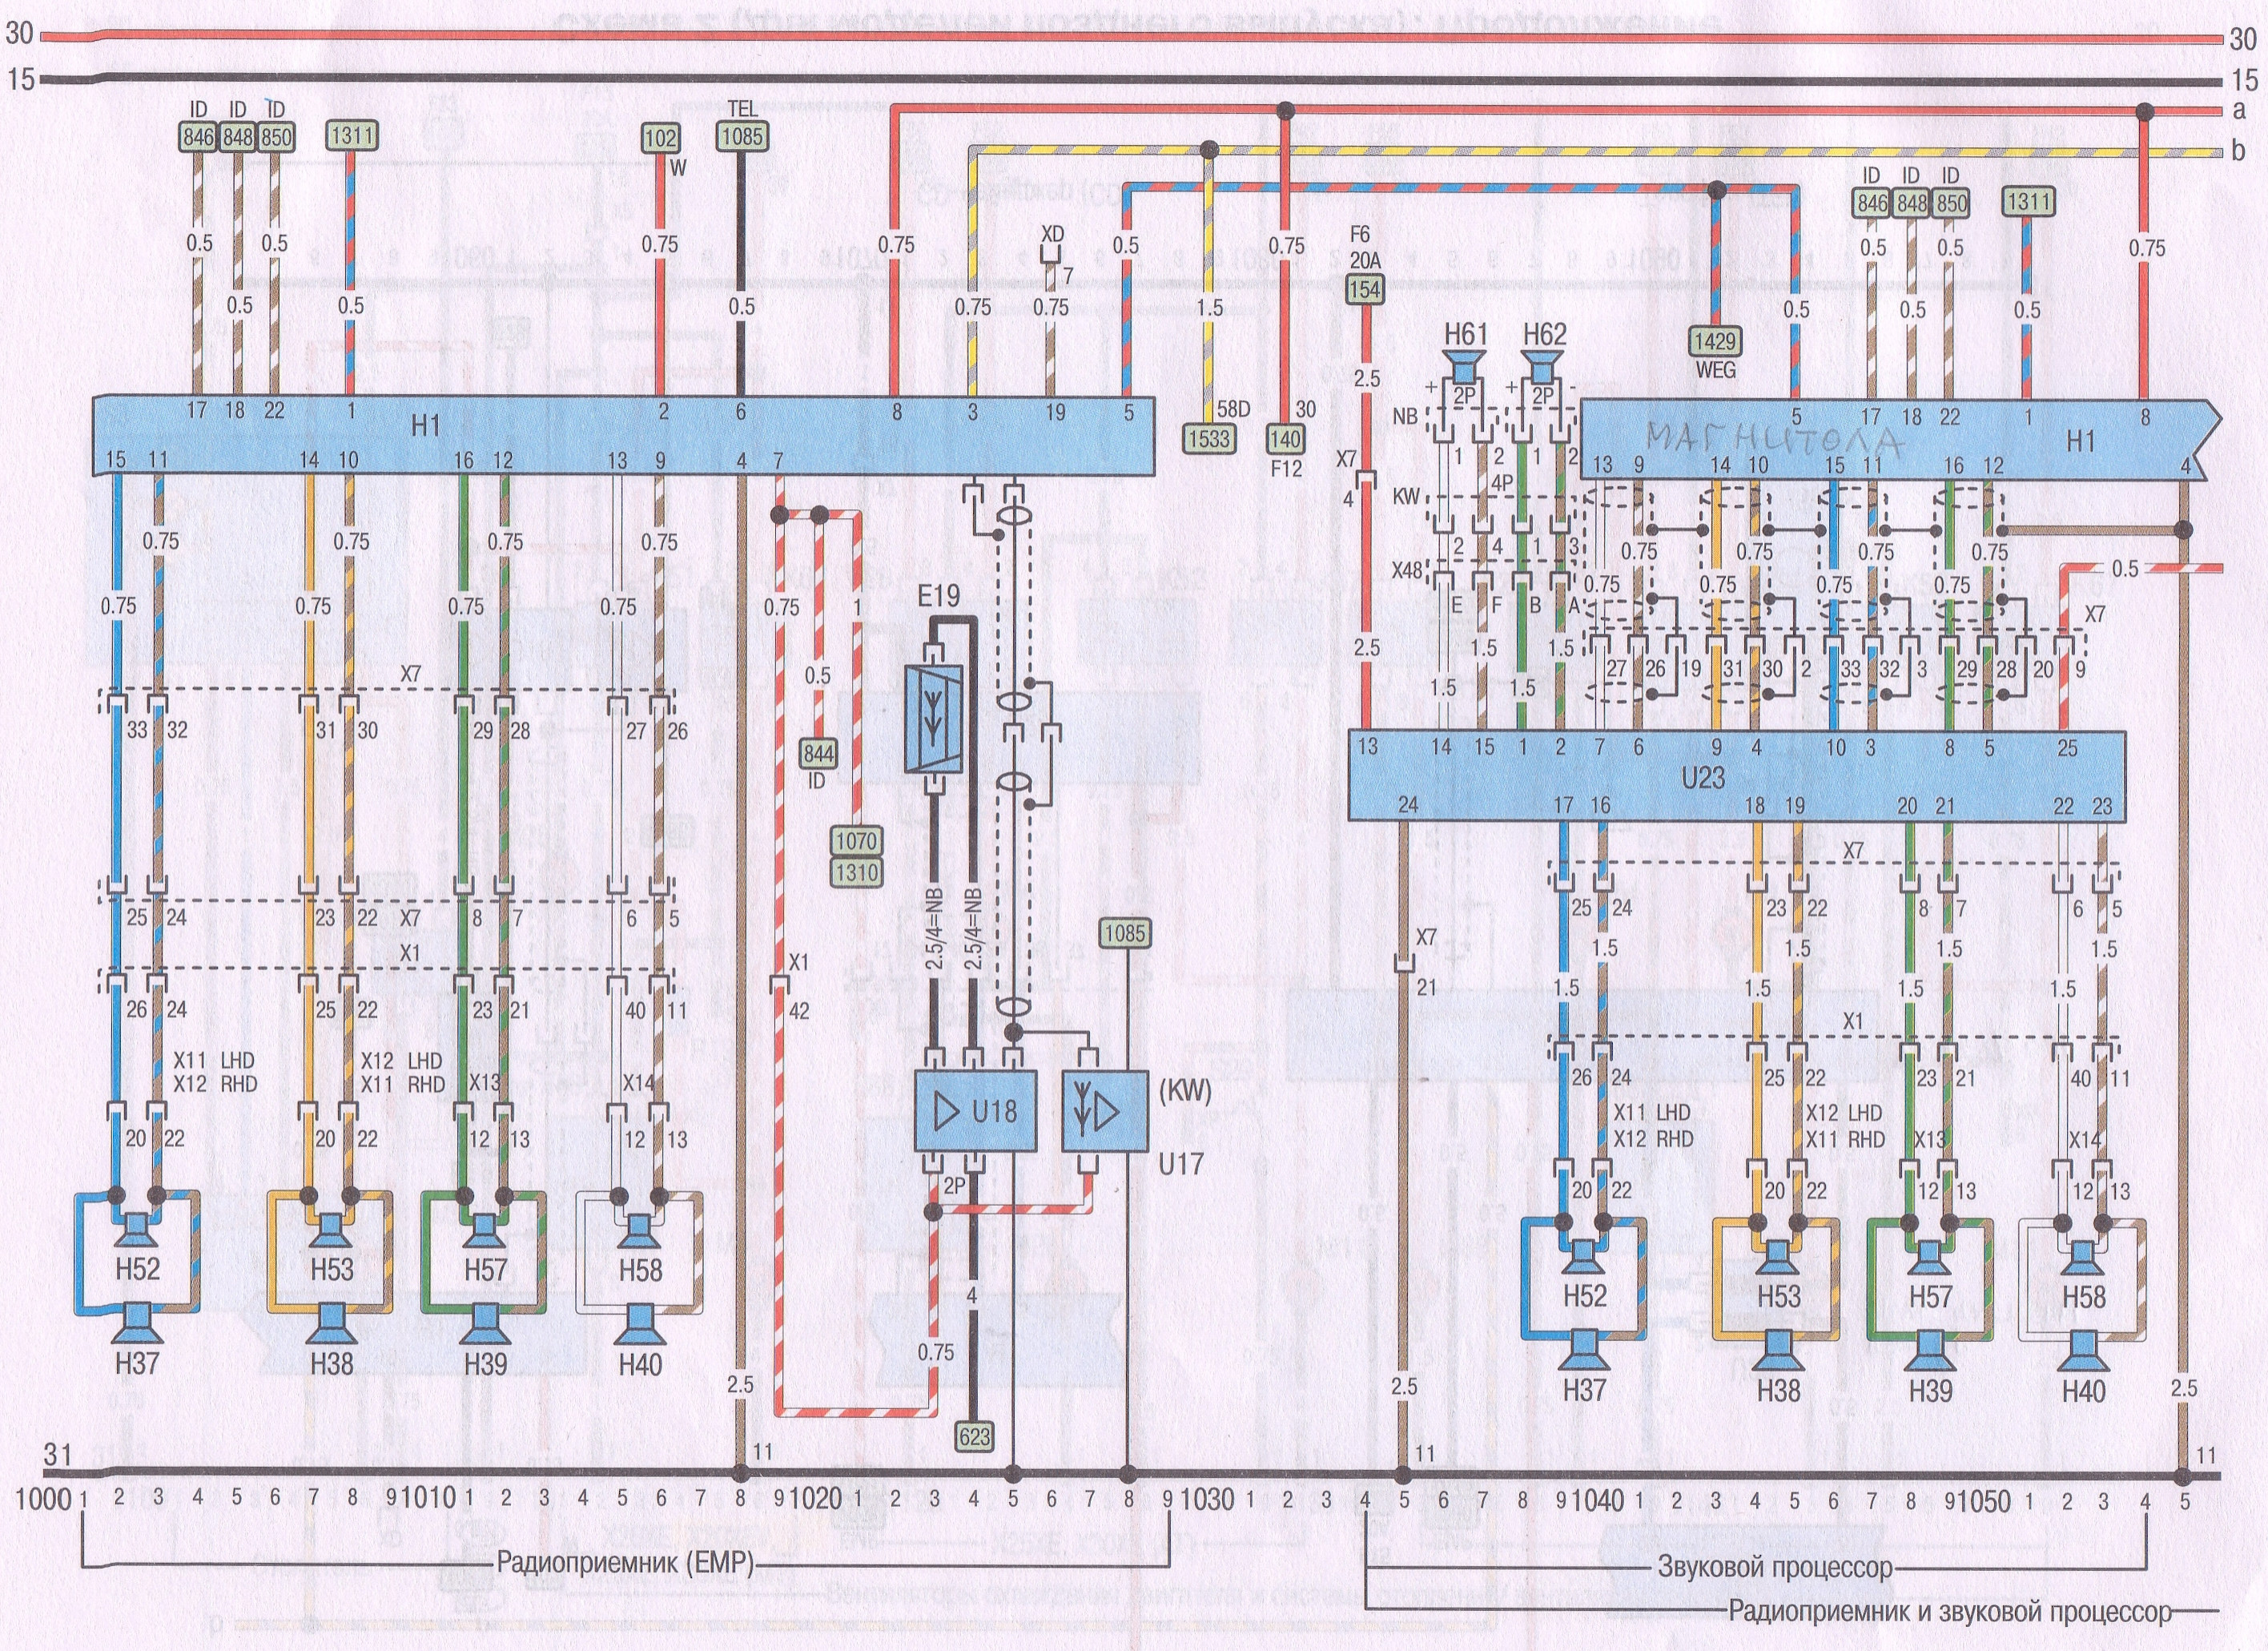 30 30
15 15
a
b
ID ID ID
846 848 850 1311 102 W TEL 1085
ID ID ID
846 848 850 1311
0.5 0.5 0.5 0.5 0.75 0.5 0.75 0.75 XD 7 0.75 0.5 1.5 0.75
F6
20A
154
2.5
0.5 0.5 0.5 0.5 0.5 0.75
1429
WEG
H61 H62
+ 2P + 2P -
NB
58D
1533
30
140
F12
17 18 22 1 2 6 8 3 19 5
H1
15 11 14 10 16 12 13 9 4 7
5 17 18 22 1 8
МАГНИТОЛА
H1
13 9 14 10 15 11 16 12 4
X7
4
1 2 1 2
4P
KW
2 4 1 3
X48
E F B A
2.5 1.5 1.5 1.5 1.5
0.75 0.75 0.75 0.75
0.75 0.75 0.75 0.75
0.75 0.75 0.75 0.75
0.75 0.75 0.75 0.75
0.5
X7
27 26 19 31 30 2 33 32 3 29 28 20 9
0.75 0.5 1
E19
X7
33 32 31 30 29 28 27 26
844
ID
1070
1310
13 14 15 1 2 7 6 9 4 10 3 8 5 25
U23
24 17 16 18 19 20 21 22 23
25 24 23 22 X7 8 7 6 5
X1
26 24 25 22 23 21 40 11
X1
42
2.5/4=NB
2.5/4=NB
1085
X7
21
X7
25 24 23 22 8 7 6 5
1.5 1.5 1.5 1.5
1.5 1.5 1.5 1.5
X1
26 24 25 22 23 21 40 11
X11 LHD
X12 RHD
X12 LHD
X11 RHD
X13 X14
20 22 20 22 12 13 12 13
U18
(KW)
U17
2P
X11 LHD
X12 RHD
X12 LHD
X11 RHD
X13 X14
20 22 20 22 12 13 12 13
H52 H53 H57 H58
H37 H38 H39 H40
H52 H53 H57 H58
H37 H38 H39 H40
2.5 0.75 4 2.5 2.5
623
31
11 11 11
1000 1 2 3 4 5 6 7 8 9 1010 1 2 3 4 5 6 7 8 9 1020 1 2 3 4 5 6 7 8 9 1030 1 2 3 4 5 6 7 8 9 1040 1 2 3 4 5 6 7 8 9 1050 1 2 3 4 5
Радиоприемник (EMP)
Звуковой процессор
Радиоприемник и звуковой процессор